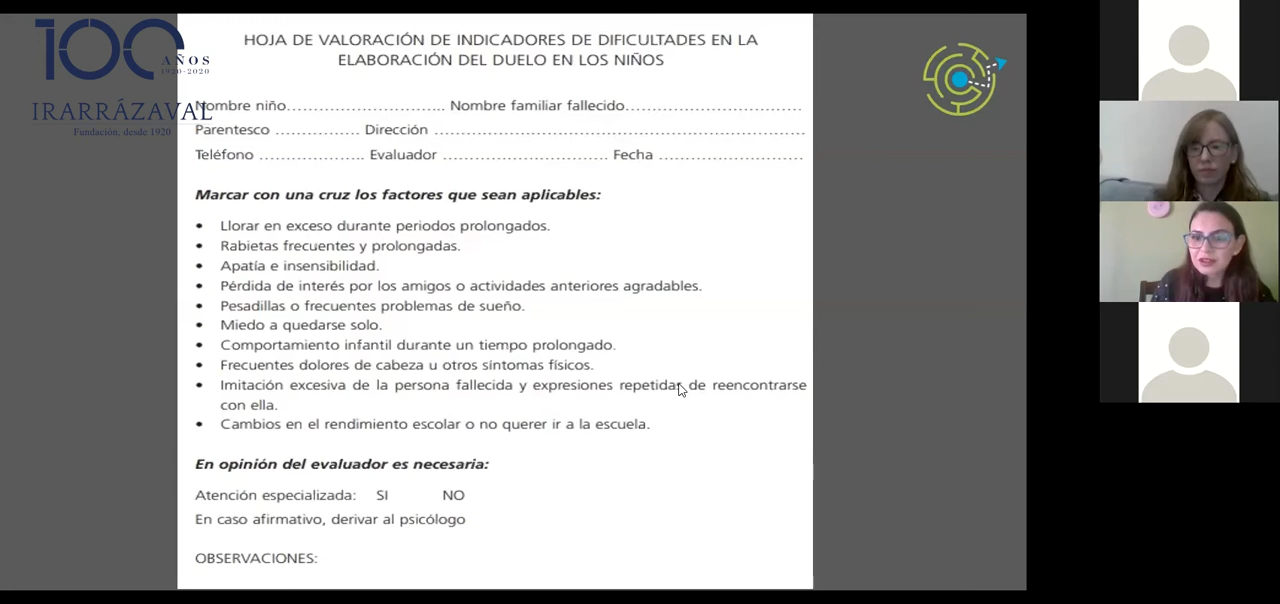 100
AÑOS
1920-2020
IRARRÁZAVAL
Fundación, desde 1920
HOJA DE VALORACIÓN DE INDICADORES DE DIFICULTADES EN LA
ELABORACIÓN DEL DUELO EN LOS NIÑOS
Nombre niño.............................. Nombre familiar fallecido.................................
Parentesco ................ Dirección ......................................................................
Teléfono .................... Evaluador ............................... Fecha ...........................
Marcar con una cruz los factores que sean aplicables:
• Llorar en exceso durante periodos prolongados.
• Rabietas frecuentes y prolongadas.
• Apatía e insensibilidad.
• Pérdida de interés por los amigos o actividades anteriores agradables.
• Pesadillas o frecuentes problemas de sueño.
• Miedo a quedarse solo.
• Comportamiento infantil durante un tiempo prolongado.
• Frecuentes dolores de cabeza u otros síntomas físicos.
• Imitación excesiva de la persona fallecida y expresiones repetidas de reencontrarse
con ella.
• Cambios en el rendimiento escolar o no querer ir a la escuela.
En opinión del evaluador es necesaria:
Atención especializada: SI NO
En caso afirmativo, derivar al psicólogo
OBSERVACIONES: